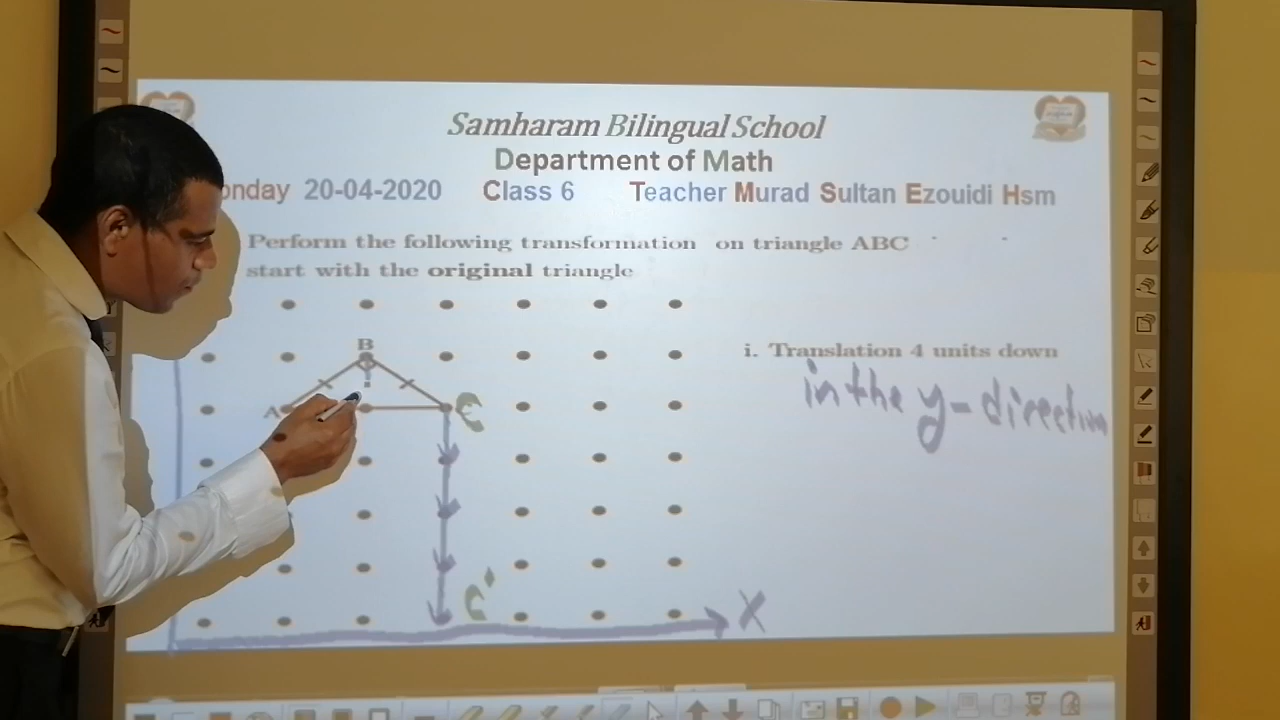 Samharam Bilingual School
Department of Math
onday 20-04-2020 Class 6 Teacher Murad Sultan Ezouidi Hsm
Perform the following transformation on triangle ABC
start with the original triangle
B
i. Translation 4 units down
in the y-direction
A
C
C'
X